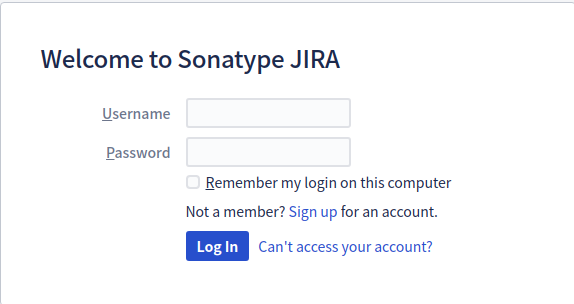 Welcome to Sonatype JIRA
Username
Password
Remember my login on this computer
Not a member? Sign up for an account.
Log In Can't access your account?